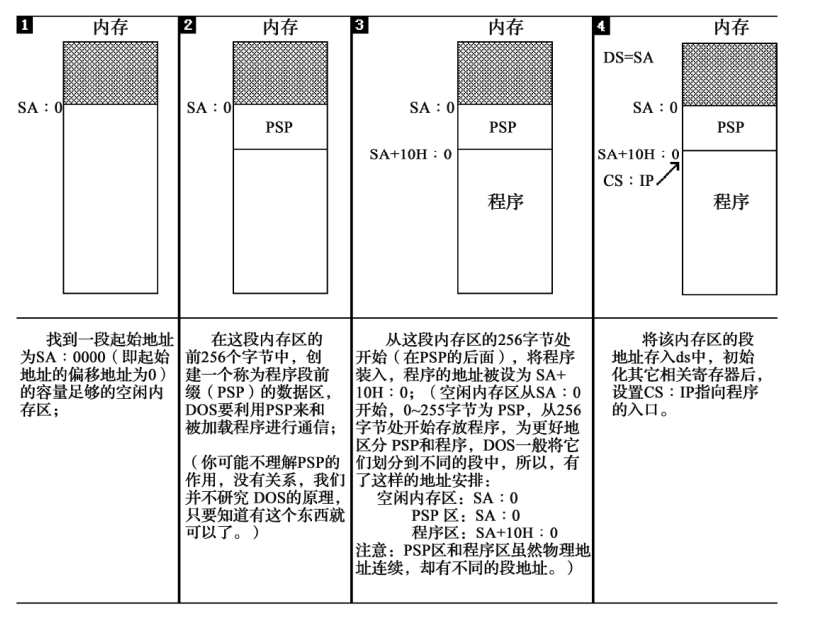 1 内存
SA：0
2 内存
SA：0
PSP
3 内存
SA：0
PSP
SA+10H：0
程序
4 内存
DS=SA
SA：0
PSP
SA+10H：0
CS：IP
程序
找到一段起始地址
为SA：0000（即起始
地址的偏移地址为0）
的容量足够的空闲内
存区；
在这段内存区的
前256个字节中，创
建一个称为程序段前
缀（PSP）的数据区，
DOS要利用PSP来和
被加载程序进行通信；
（你可能不理解PSP的
作用，没有关系，我们
并不研究 DOS的原理，
只要知道有这个东西就
可以了。）
从这段内存区的256字节处
开始（在PSP的后面），将程序
装入，程序的地址被设为 SA+
10H：0；（空闲内存区从SA：0
开始，0~255字节为 PSP，从256
字节处开始存放程序，为更好地
区分 PSP和程序，DOS一般将它
们划分到不同的段中，所以，有
了这样的地址安排：
空闲内存区：SA：0
PSP 区：SA：0
程序区：SA+10H：0
注意：PSP区和程序区虽然物理地
址连续，却有不同的段地址。）
将该内存区的段
地址存入ds中，初始
化其它相关寄存器后，
设置CS：IP指向程序
的入口。